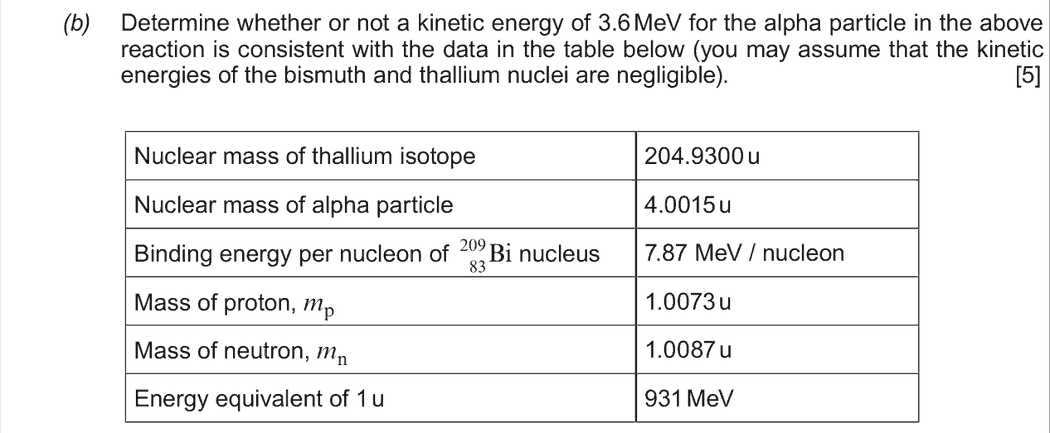 (b) Determine whether or not a kinetic energy of 3.6 MeV for the alpha particle in the above
reaction is consistent with the data in the table below (you may assume that the kinetic
energies of the bismuth and thallium nuclei are negligible). [5]
Nuclear mass of thallium isotope 204.9300 u
Nuclear mass of alpha particle 4.0015 u
Binding energy per nucleon of ²⁰⁹₈₃Bi nucleus 7.87 MeV / nucleon
Mass of proton, mₚ 1.0073 u
Mass of neutron, mₙ 1.0087 u
Energy equivalent of 1 u 931 MeV